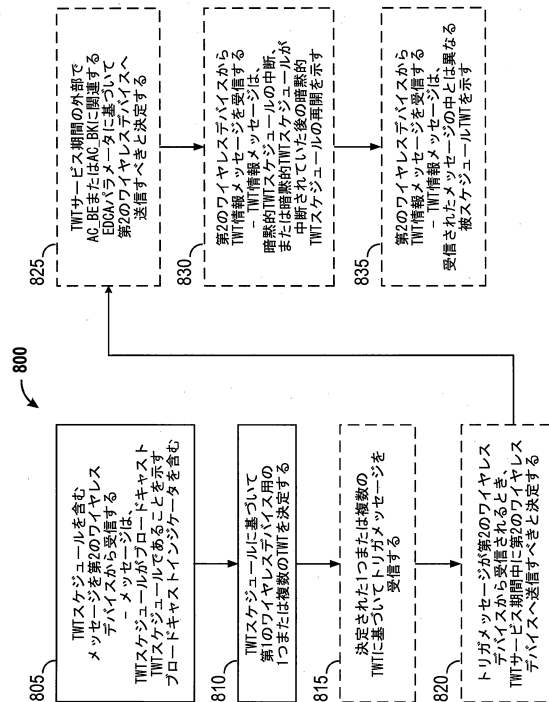 800
805
TWTスケジュールを含む
メッセージを第2のワイヤレス
デバイスから受信する
- メッセージは、
TWTスケジュールがブロードキャスト
TWTスケジュールであることを示す
ブロードキャストインジケータを含む
810
TWTスケジュールに基づいて
第1のワイヤレスデバイス用の
1つまたは複数のTWTを決定する
815
決定された1つまたは複数の
TWTに基づいてトリガメッセージを
受信する
820
トリガメッセージが第2のワイヤレス
デバイスから受信されるとき、
TWTサービス期間中に第2のワイヤレス
デバイスへ送信すべきと決定する
825
TWTサービス期間の外部で
AC_BEまたはAC_BKに関連する
EDCAパラメータに基づいて
第2のワイヤレスデバイスへ
送信すべきと決定する
830
第2のワイヤレスデバイスから
TWT情報メッセージを受信する
- TWT情報メッセージは、
暗黙的TWTスケジュールの中断、
または暗黙的TWTスケジュールが
中断されていた後の暗黙的
TWTスケジュールの再開を示す
835
第2のワイヤレスデバイスから
TWT情報メッセージを受信する
- TWT情報メッセージは、
受信されたメッセージの中とは異なる
被スケジュールTWTを示す